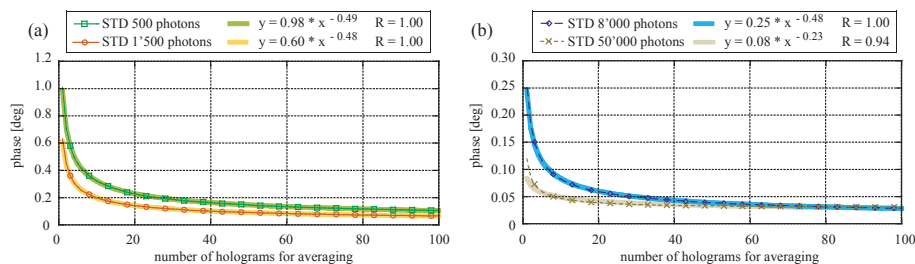 (a)
STD 500 photons y = 0.98 * x -0.49 R = 1.00
STD 1'500 photons y = 0.60 * x -0.48 R = 1.00
1.2
1.0
0.8
0.6
0.4
0.2
0
phase [deg]
0 20 40 60 80 100
number of holograms for averaging
(b)
STD 8'000 photons y = 0.25 * x -0.48 R = 1.00
STD 50'000 photons y = 0.08 * x -0.23 R = 0.94
0.30
0.25
0.20
0.15
0.10
0.05
0
phase [deg]
0 20 40 60 80 100
number of holograms for averaging